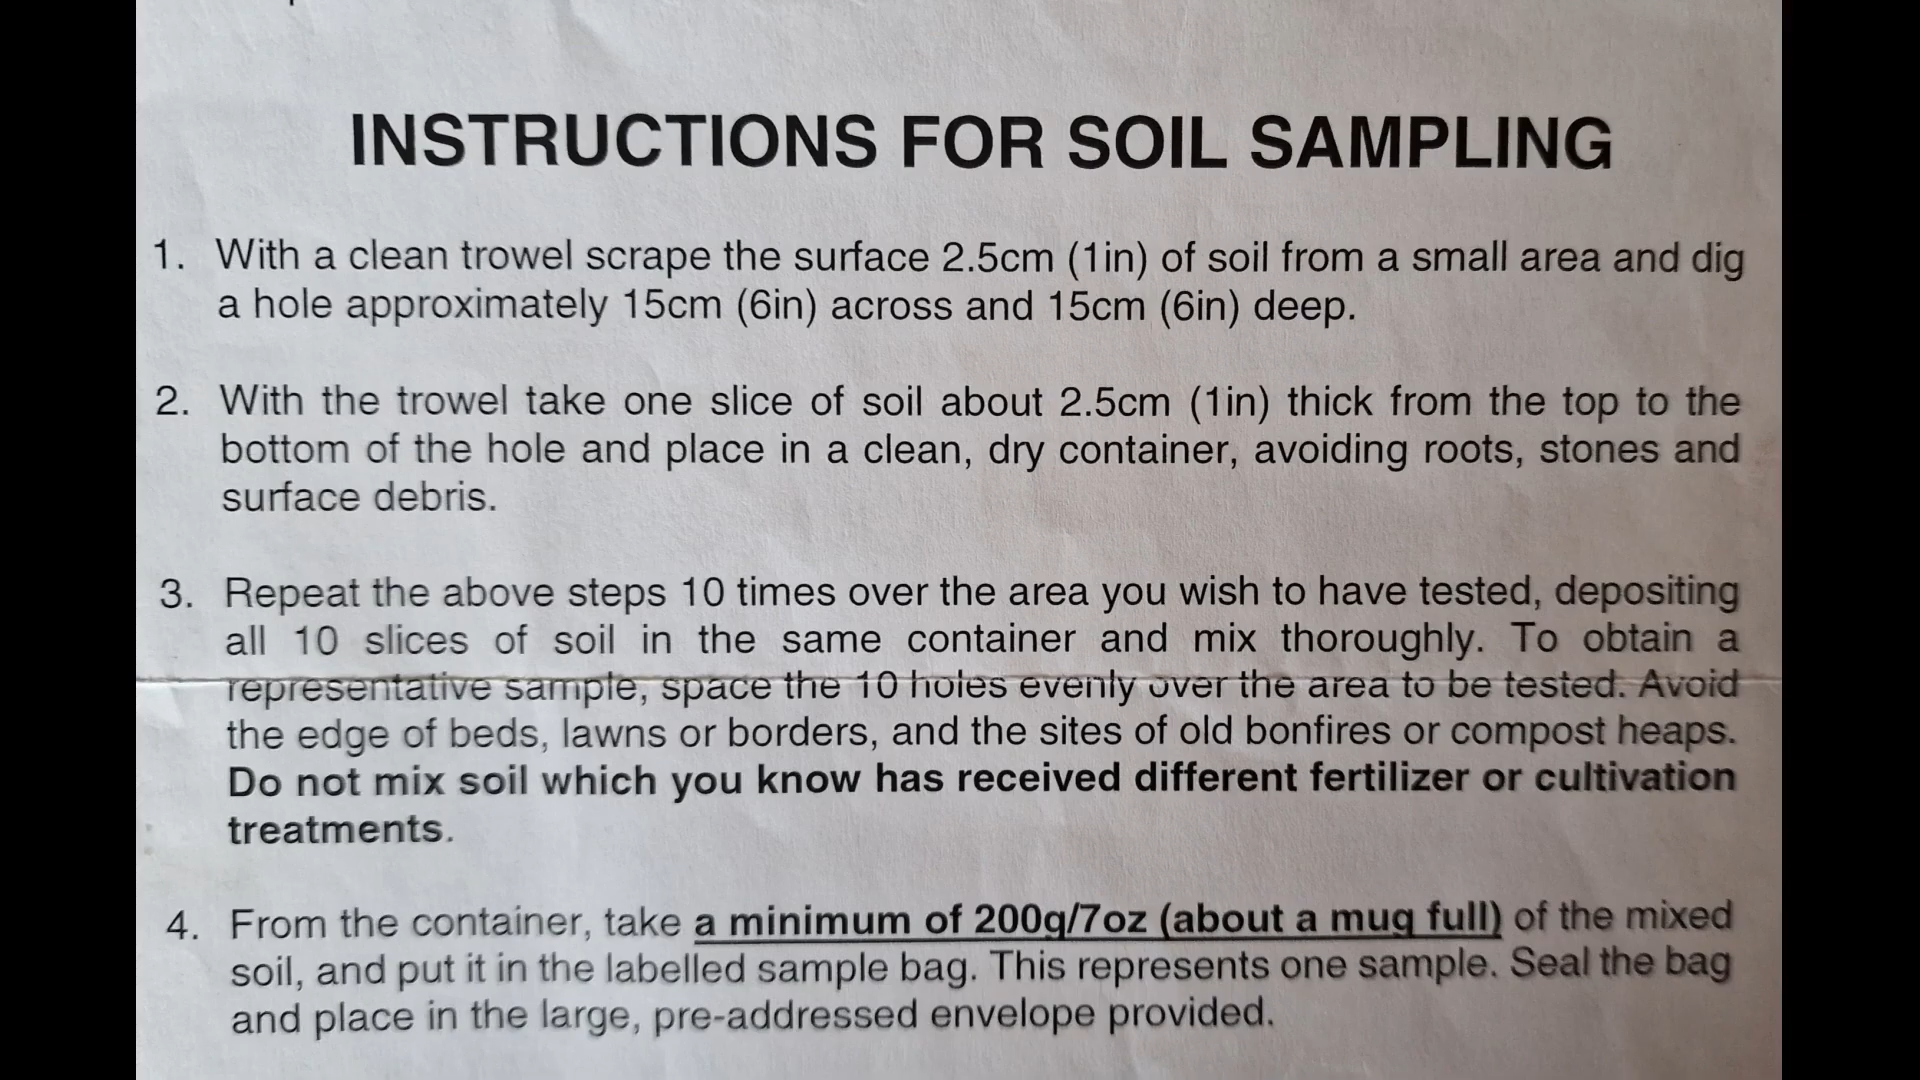 INSTRUCTIONS FOR SOIL SAMPLING
1. With a clean trowel scrape the surface 2.5cm (1in) of soil from a small area and dig
a hole approximately 15cm (6in) across and 15cm (6in) deep.
2. With the trowel take one slice of soil about 2.5cm (1in) thick from the top to the
bottom of the hole and place in a clean, dry container, avoiding roots, stones and
surface debris.
3. Repeat the above steps 10 times over the area you wish to have tested, depositing
all 10 slices of soil in the same container and mix thoroughly. To obtain a
representative sample, space the 10 holes evenly over the area to be tested. Avoid
the edge of beds, lawns or borders, and the sites of old bonfires or compost heaps.
Do not mix soil which you know has received different fertilizer or cultivation
treatments.
4. From the container, take a minimum of 200g/7oz (about a mug full) of the mixed
soil, and put it in the labelled sample bag. This represents one sample. Seal the bag
and place in the large, pre-addressed envelope provided.